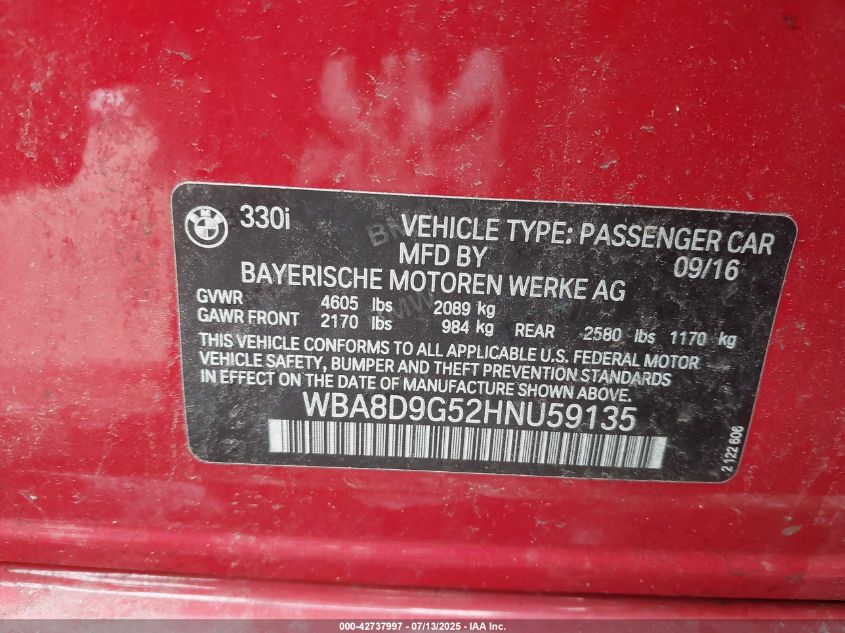 330i
VEHICLE TYPE: PASSENGER CAR
MFD BY 09/16
BAYERISCHE MOTOREN WERKE AG
GVWR 4605 lbs 2089 kg
GAWR FRONT 2170 lbs 984 kg REAR 2580 lbs 1170 kg
THIS VEHICLE CONFORMS TO ALL APPLICABLE U.S. FEDERAL MOTOR
VEHICLE SAFETY, BUMPER AND THEFT PREVENTION STANDARDS
IN EFFECT ON THE DATE OF MANUFACTURE SHOWN ABOVE.
WBA8D9G52HNU59135
2 122 606
000-42737997 - 07/13/2025 - IAA Inc.